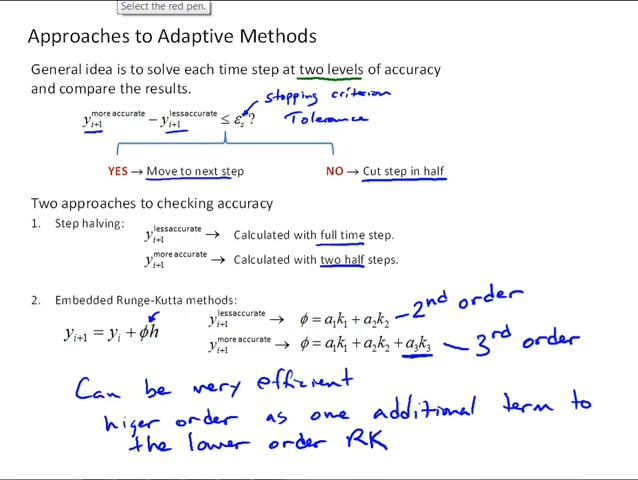 Select the red pen.
Approaches to Adaptive Methods
General idea is to solve each time step at two levels of accuracy
and compare the results.
stopping criterion
y_{i+1}^{more accurate} − y_{i+1}^{less accurate} ≤ ε_s ? Tolerance
YES → Move to next step NO → Cut step in half
Two approaches to checking accuracy
1. Step halving:
y_{i+1}^{less accurate} → Calculated with full time step.
y_{i+1}^{more accurate} → Calculated with two half steps.
2. Embedded Runge-Kutta methods:
y_{i+1}^{less accurate} → ϕ = a₁k₁ + a₂k₂ – 2nd order
y_{i+1} = y_i + ϕh
y_{i+1}^{more accurate} → ϕ = a₁k₁ + a₂k₂ + a₃k₃ – 3rd order
Can be very efficient
higer order as one additional term to
the lower order RK